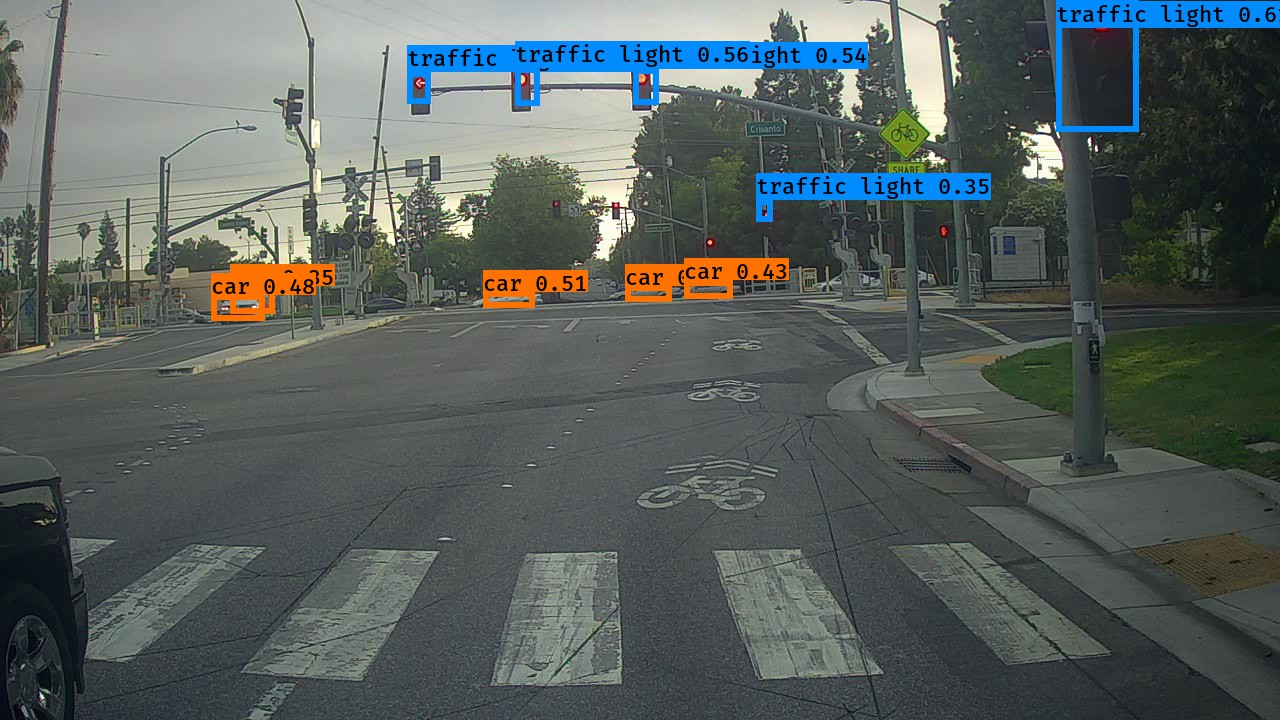 traffic light 0.6
traffic
traffic light 0.56
ight 0.54
Crisanto
SHARE
traffic light 0.35
car 0.48
35
car 0.51
car 0
car 0.43